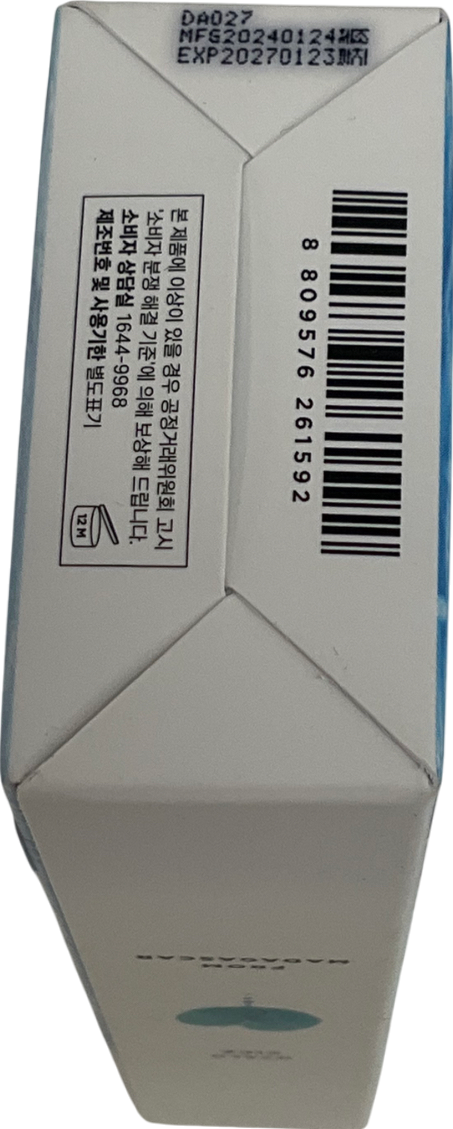 DA027
MFG20240124제조
EXP20270123까지
8 809576 261592
본 제품에 이상이 있을 경우 공정거래위원회 고시
'소비자 분쟁 해결 기준'에 의해 보상해 드립니다.
소비자 상담실 1644-9968
제조번호 및 사용기한 별도표기
12M
FROM
MADAGASCAR